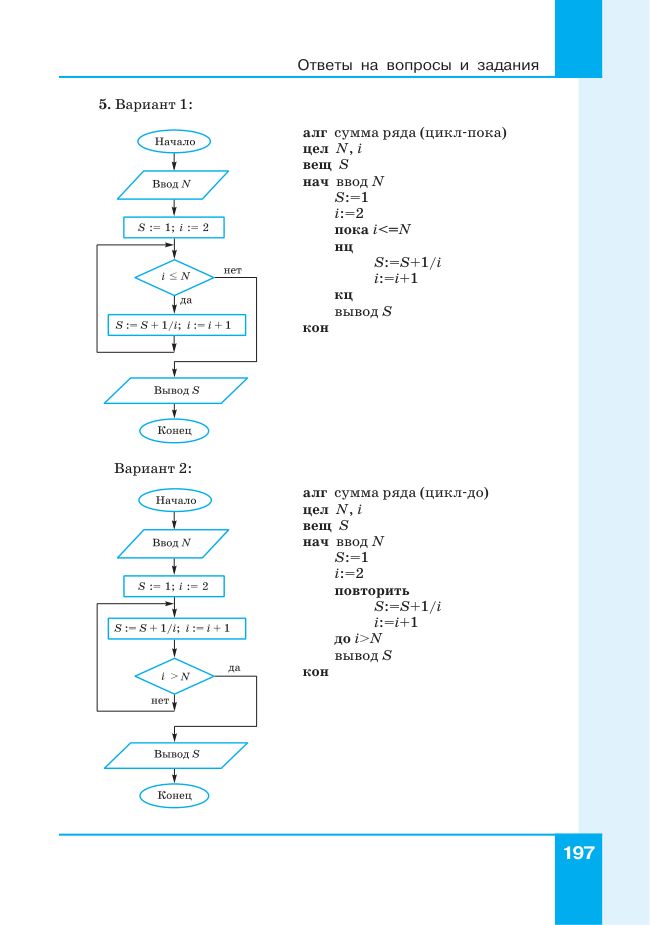 Ответы на вопросы и задания
5. Вариант 1:
Начало
Ввод N
S := 1; i := 2
i ≤ N
нет
да
S := S + 1/i; i := i + 1
Вывод S
Конец
алг сумма ряда (цикл-пока)
цел N, i
вещ S
нач ввод N
S:=1
i:=2
пока i<=N
нц
S:=S+1/i
i:=i+1
кц
вывод S
кон
Вариант 2:
Начало
Ввод N
S := 1; i := 2
S := S + 1/i; i := i + 1
i > N
да
нет
Вывод S
Конец
алг сумма ряда (цикл-до)
цел N, i
вещ S
нач ввод N
S:=1
i:=2
повторить
S:=S+1/i
i:=i+1
до i>N
вывод S
кон
197